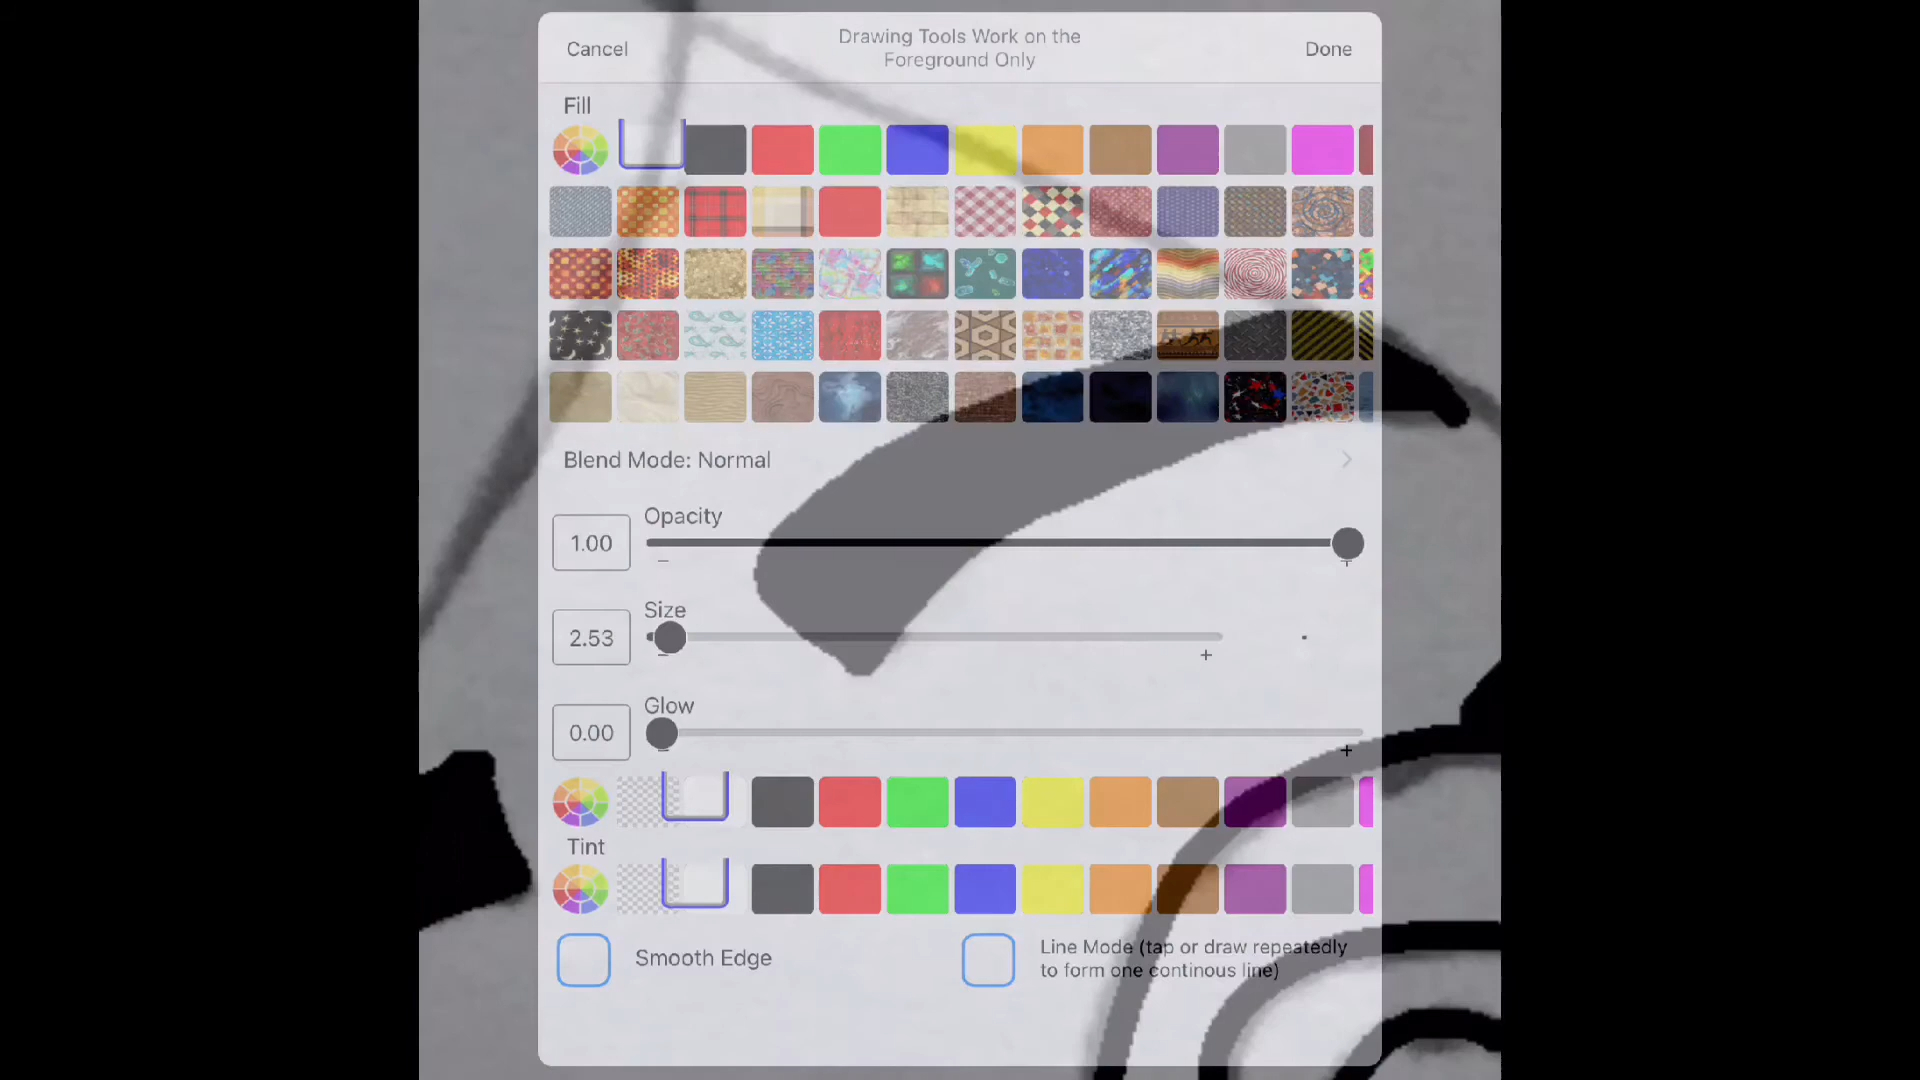 Cancel
Drawing Tools Work on the
Foreground Only
Done
Fill
Blend Mode: Normal
Opacity
1.00
Size
2.53
Glow
0.00
Tint
Smooth Edge
Line Mode (tap or draw repeatedly
to form one continous line)